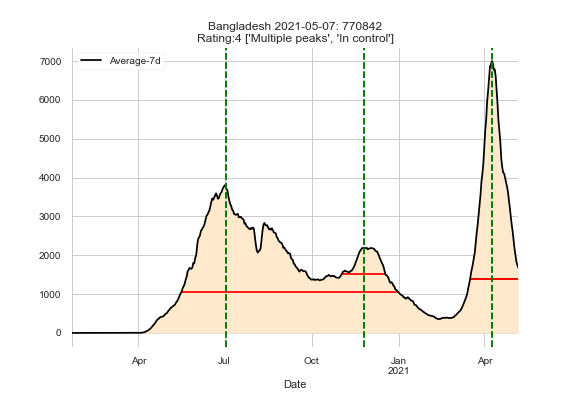 Bangladesh 2021-05-07: 770842
Rating:4 ['Multiple peaks', 'In control']
Average-7d
7000
6000
5000
4000
3000
2000
1000
0
Apr Jul Oct Jan Apr
2021
Date